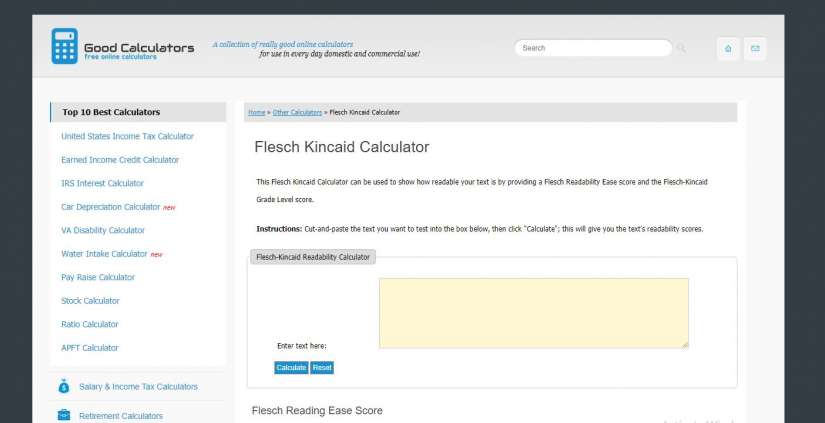 Good Calculators
free online calculators
A collection of really good online calculators
for use in every day domestic and commercial use!
Search
Top 10 Best Calculators
United States Income Tax Calculator
Earned Income Credit Calculator
IRS Interest Calculator
Car Depreciation Calculator new
VA Disability Calculator
Water Intake Calculator new
Pay Raise Calculator
Stock Calculator
Ratio Calculator
APFT Calculator
Salary & Income Tax Calculators
Retirement Calculators
Home » Other Calculators » Flesch Kincaid Calculator
Flesch Kincaid Calculator
This Flesch Kincaid Calculator can be used to show how readable your text is by providing a Flesch Readability Ease score and the Flesch-Kincaid
Grade Level score.
Instructions: Cut-and-paste the text you want to test into the box below, then click "Calculate"; this will give you the text's readability scores.
Flesch-Kincaid Readability Calculator
Enter text here:
Calculate Reset
Flesch Reading Ease Score